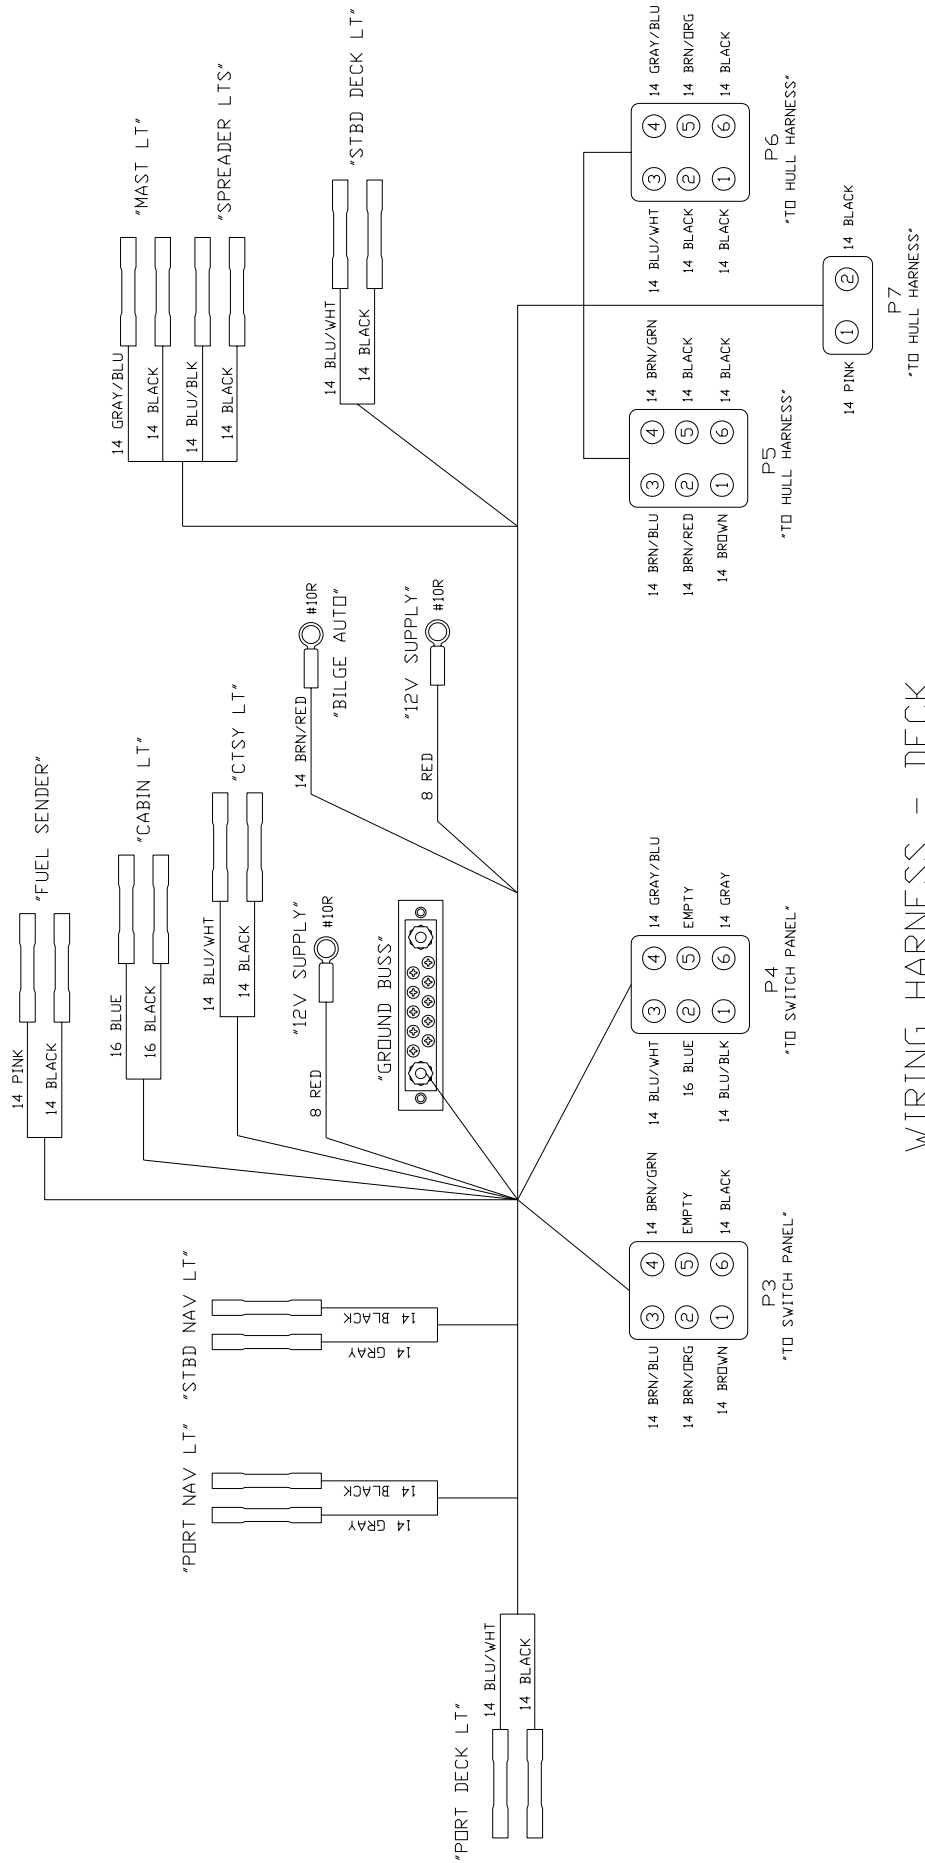 "PORT DECK LT"
14 BLU/WHT
14 BLACK
"PORT NAV LT"
14 GRAY
14 BLACK
"STBD NAV LT"
14 GRAY
14 BLACK
"FUEL SENDER"
14 PINK
14 BLACK
"CABIN LT"
16 BLUE
16 BLACK
"CTSY LT"
14 BLU/WHT
14 BLACK
"12V SUPPLY"
#10R
8 RED
"GROUND BUSS"
14 BRN/RED
#10R
"BILGE AUTO"
"12V SUPPLY"
#10R
8 RED
"MAST LT"
14 GRAY/BLU
14 BLACK
"SPREADER LTS"
14 BLU/BLK
14 BLACK
"STBD DECK LT"
14 BLU/WHT
14 BLACK
14 BRN/BLU 3 4 14 BRN/GRN
14 BRN/ORG 2 5 EMPTY
14 BROWN 1 6 14 BLACK
P3
"TO SWITCH PANEL"
14 BLU/WHT 3 4 14 GRAY/BLU
16 BLUE 2 5 EMPTY
14 BLU/BLK 1 6 14 GRAY
P4
"TO SWITCH PANEL"
14 BRN/BLU 3 4 14 BRN/GRN
14 BRN/RED 2 5 14 BLACK
14 BROWN 1 6 14 BLACK
P5
"TO HULL HARNESS"
14 BLU/WHT 3 4 14 GRAY/BLU
14 BLACK 2 5 14 BRN/ORG
14 BLACK 1 6 14 BLACK
P6
"TO HULL HARNESS"
14 PINK 1 2 14 BLACK
P7
"TO HULL HARNESS"
WIRING HARNESS - DECK